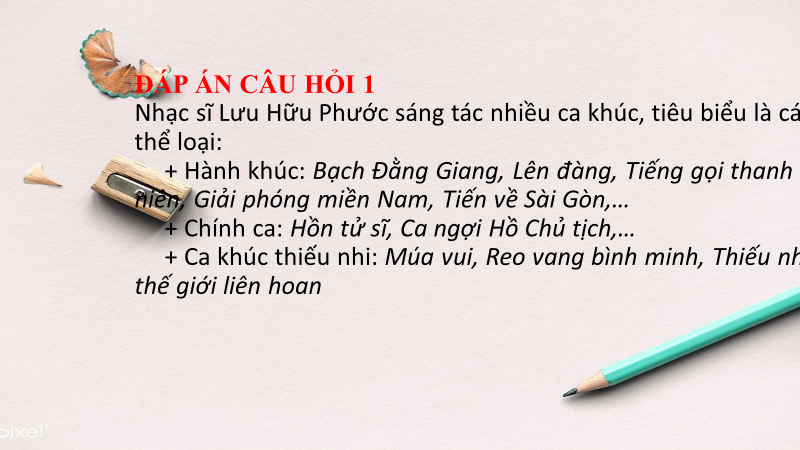 ĐÁP ÁN CÂU HỎI 1
Nhạc sĩ Lưu Hữu Phước sáng tác nhiều ca khúc, tiêu biểu là cá
thể loại:
+ Hành khúc: Bạch Đằng Giang, Lên đàng, Tiếng gọi thanh
niên, Giải phóng miền Nam, Tiến về Sài Gòn,…
+ Chính ca: Hồn tử sĩ, Ca ngợi Hồ Chủ tịch,…
+ Ca khúc thiếu nhi: Múa vui, Reo vang bình minh, Thiếu nh
thế giới liên hoan
pixel